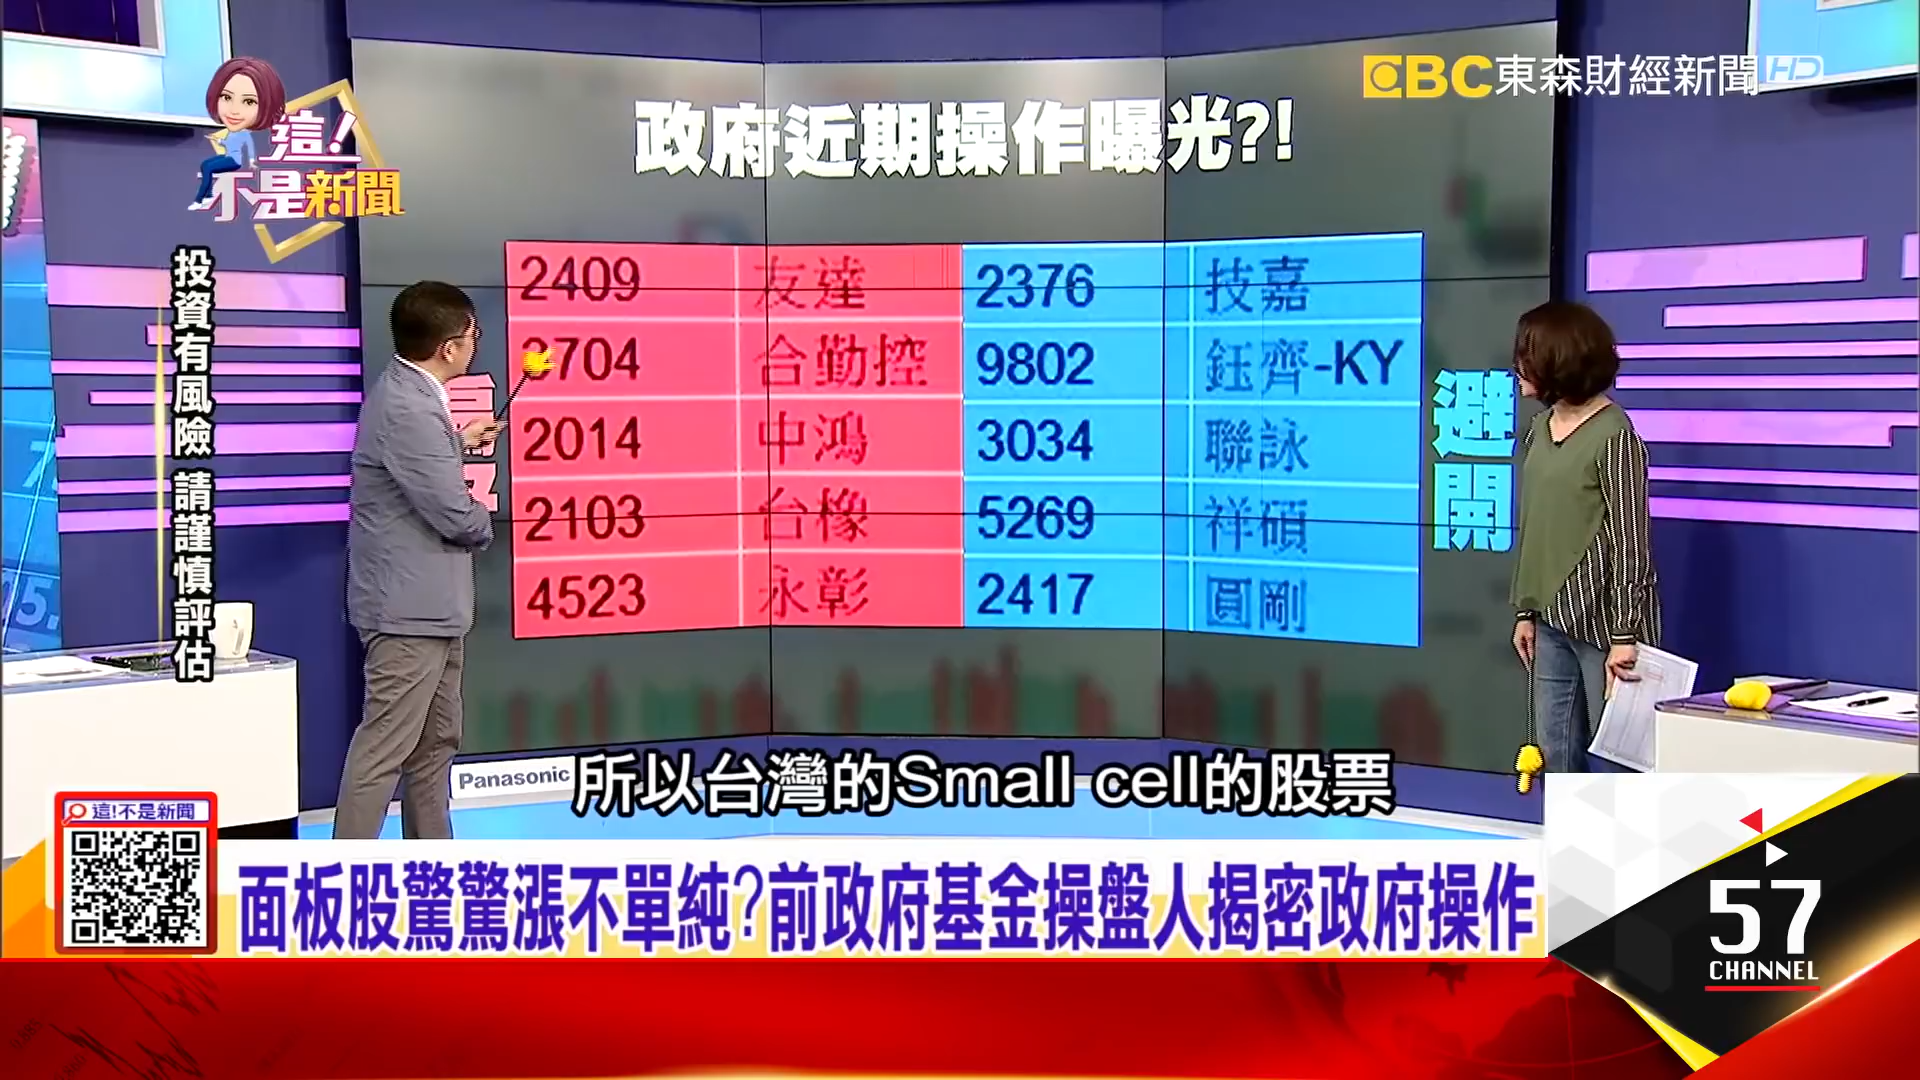 EBC東森財經新聞HD
這!
不是新聞
政府近期操作曝光?!
投資有風險 請謹慎評估
2409 友達 2376 技嘉
3704 合勤控 9802 鈺齊-KY
2014 中鴻 3034 聯詠
2103 台橡 5269 祥碩
4523 永彰 2417 圓剛
避開
Panasonic
所以台灣的Small cell的股票
這!不是新聞
面板股驚驚漲不單純?前政府基金操盤人揭密政府操作
57
CHANNEL